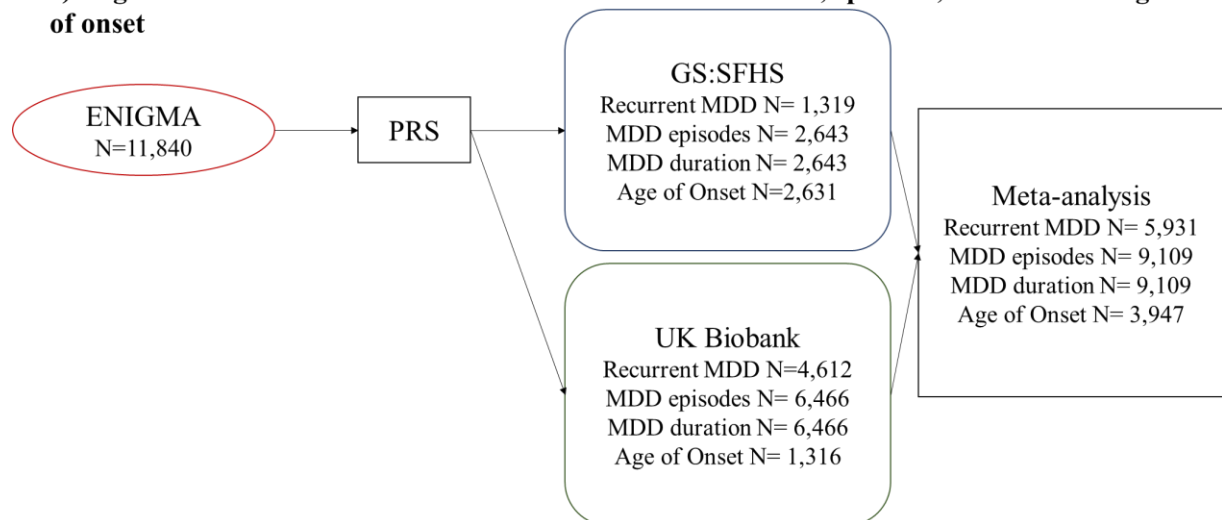 of onset
ENIGMA
N=11,840
PRS
GS:SFHS
Recurrent MDD N= 1,319
MDD episodes N= 2,643
MDD duration N= 2,643
Age of Onset N=2,631
UK Biobank
Recurrent MDD N=4,612
MDD episodes N= 6,466
MDD duration N= 6,466
Age of Onset N= 1,316
Meta-analysis
Recurrent MDD N= 5,931
MDD episodes N= 9,109
MDD duration N= 9,109
Age of Onset N= 3,947